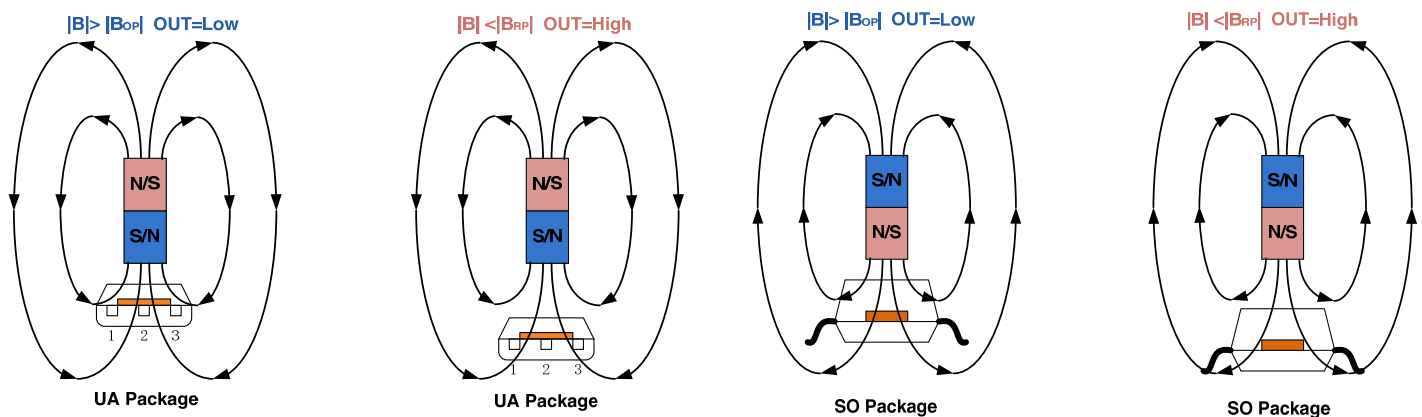 |B|> |BOP|  OUT=Low
N/S
S/N
1 2 3
UA Package
|B| <|BRP|  OUT=High
N/S
S/N
1 2 3
UA Package
|B|> |BOP|  OUT=Low
S/N
N/S
SO Package
|B| <|BRP|  OUT=High
S/N
N/S
SO Package